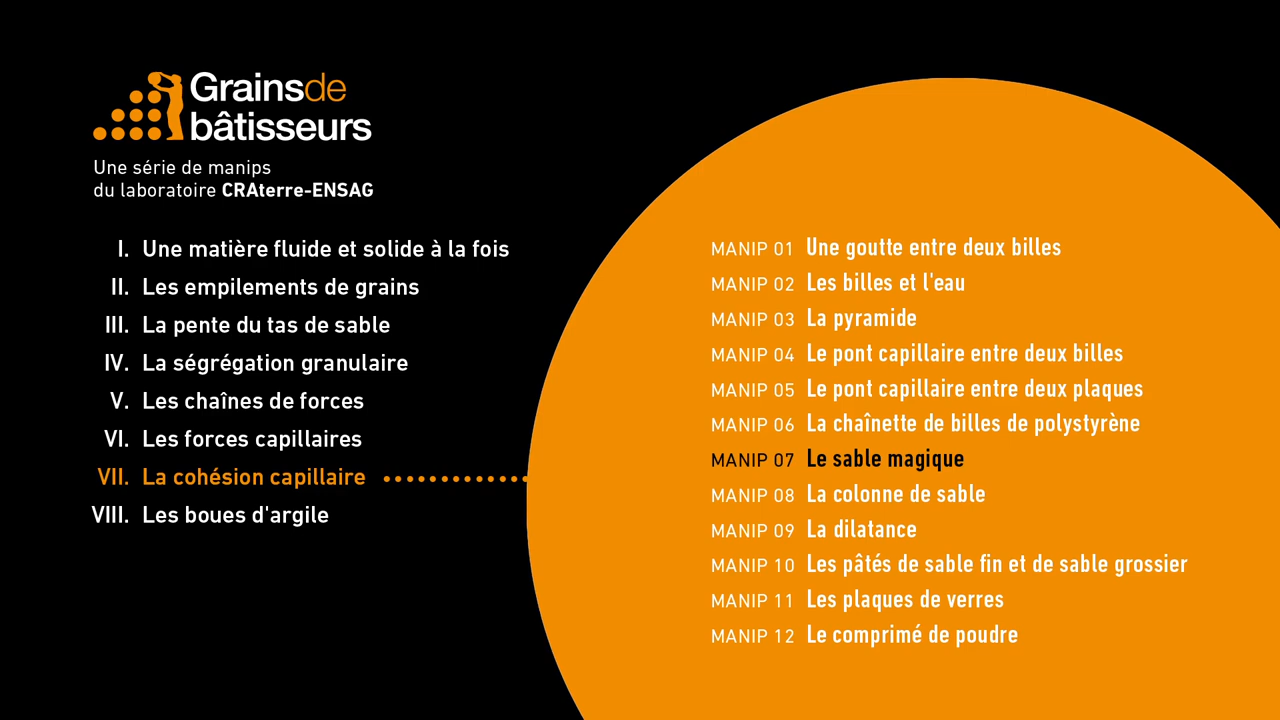 Grainsde
bâtisseurs
Une série de manips
du laboratoire CRAterre-ENSAG
I. Une matière fluide et solide à la fois
II. Les empilements de grains
III. La pente du tas de sable
IV. La ségrégation granulaire
V. Les chaînes de forces
VI. Les forces capillaires
VII. La cohésion capillaire
VIII. Les boues d'argile
MANIP 01 Une goutte entre deux billes
MANIP 02 Les billes et l'eau
MANIP 03 La pyramide
MANIP 04 Le pont capillaire entre deux billes
MANIP 05 Le pont capillaire entre deux plaques
MANIP 06 La chaînette de billes de polystyrène
MANIP 07 Le sable magique
MANIP 08 La colonne de sable
MANIP 09 La dilatance
MANIP 10 Les pâtés de sable fin et de sable grossier
MANIP 11 Les plaques de verres
MANIP 12 Le comprimé de poudre